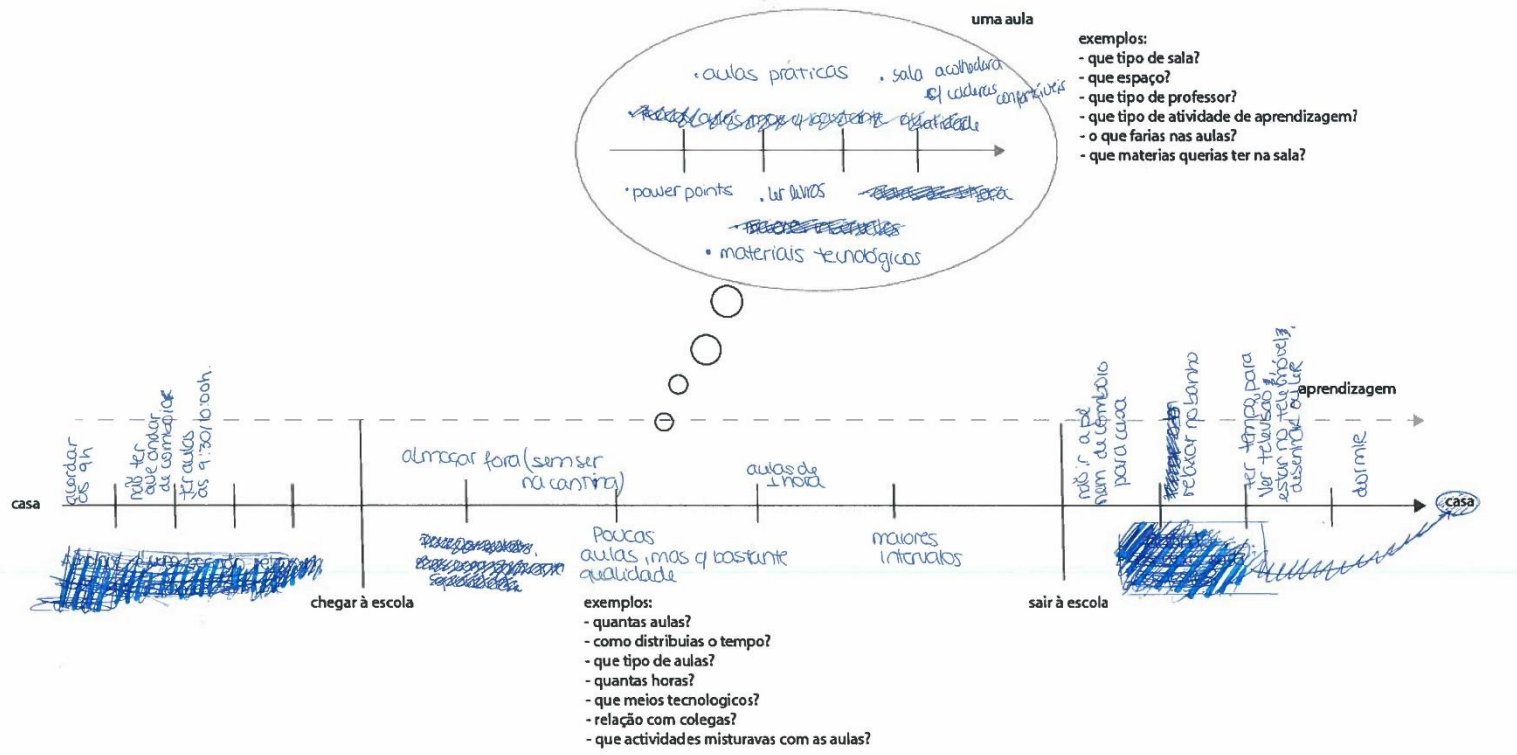 uma aula
exemplos:
- que tipo de sala?
- que espaço?
- que tipo de professor?
- que tipo de atividade de aprendizagem?
- o que farias nas aulas?
- que materias querias ter na sala?
• aulas práticas
• sala acolhedora
c/ cadeiras confortáveis
• power points
• ler livros
• materiais tecnológicos
aprendizagem
casa
acordar
às 9h
não ter
que andar
de comboio
ter aulas
às 9:30/10:00h.
chegar à escola
almoçar fora (sem ser
na cantina)
Poucas
aulas, mas c/ bastante
qualidade
aulas de
1 hora
maiores
intervalos
exemplos:
- quantas aulas?
- como distribuias o tempo?
- que tipo de aulas?
- quantas horas?
- que meios tecnologicos?
- relação com colegas?
- que actividades misturavas com as aulas?
sair à escola
não ir a pé
nem de comboio
para casa
relaxar no banho
ter tempo para
ver televisão,
estar no telemóvel,
desenhar ou ler
dormir
casa